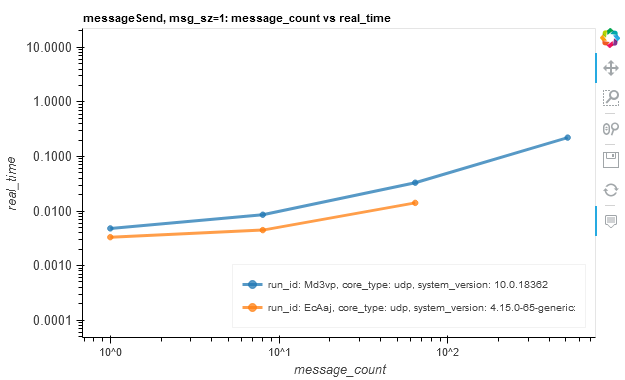 messageSend, msg_sz=1: message_count vs real_time
10.0000
1.0000
0.1000
0.0100
0.0010
0.0001
real_time
run_id: Md3vp, core_type: udp, system_version: 10.0.18362
run_id: EcAaj, core_type: udp, system_version: 4.15.0-65-generic:
10^0
10^1
10^2
message_count